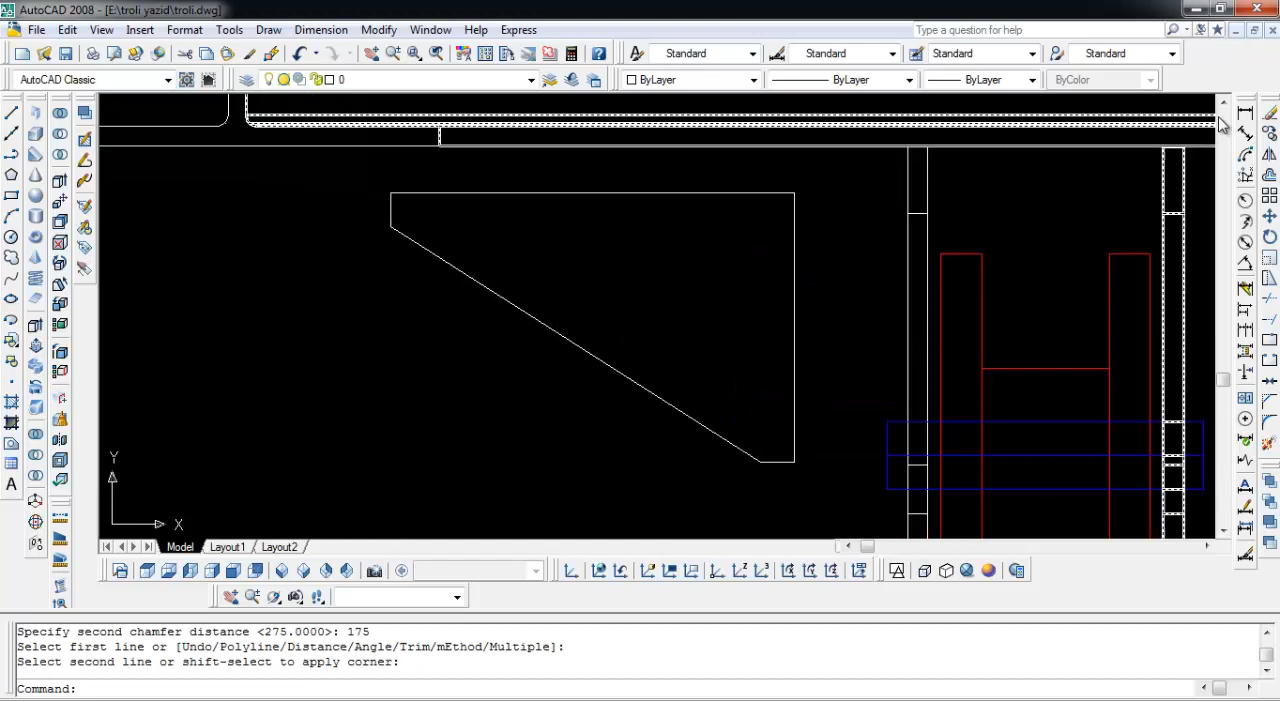 AutoCAD 2008 - [E:\troli yazid\troli.dwg]
File Edit View Insert Format Tools Draw Dimension Modify Window Help Express
Type a question for help
Standard Standard Standard Standard
AutoCAD Classic 0 ByLayer ByLayer ByLayer ByColor
Y
X
A
Model Layout1 Layout2
Specify second chamfer distance <275.0000>: 175
Select first line or [Undo/Polyline/Distance/Angle/Trim/mEthod/Multiple]:
Select second line or shift-select to apply corner:
Command: